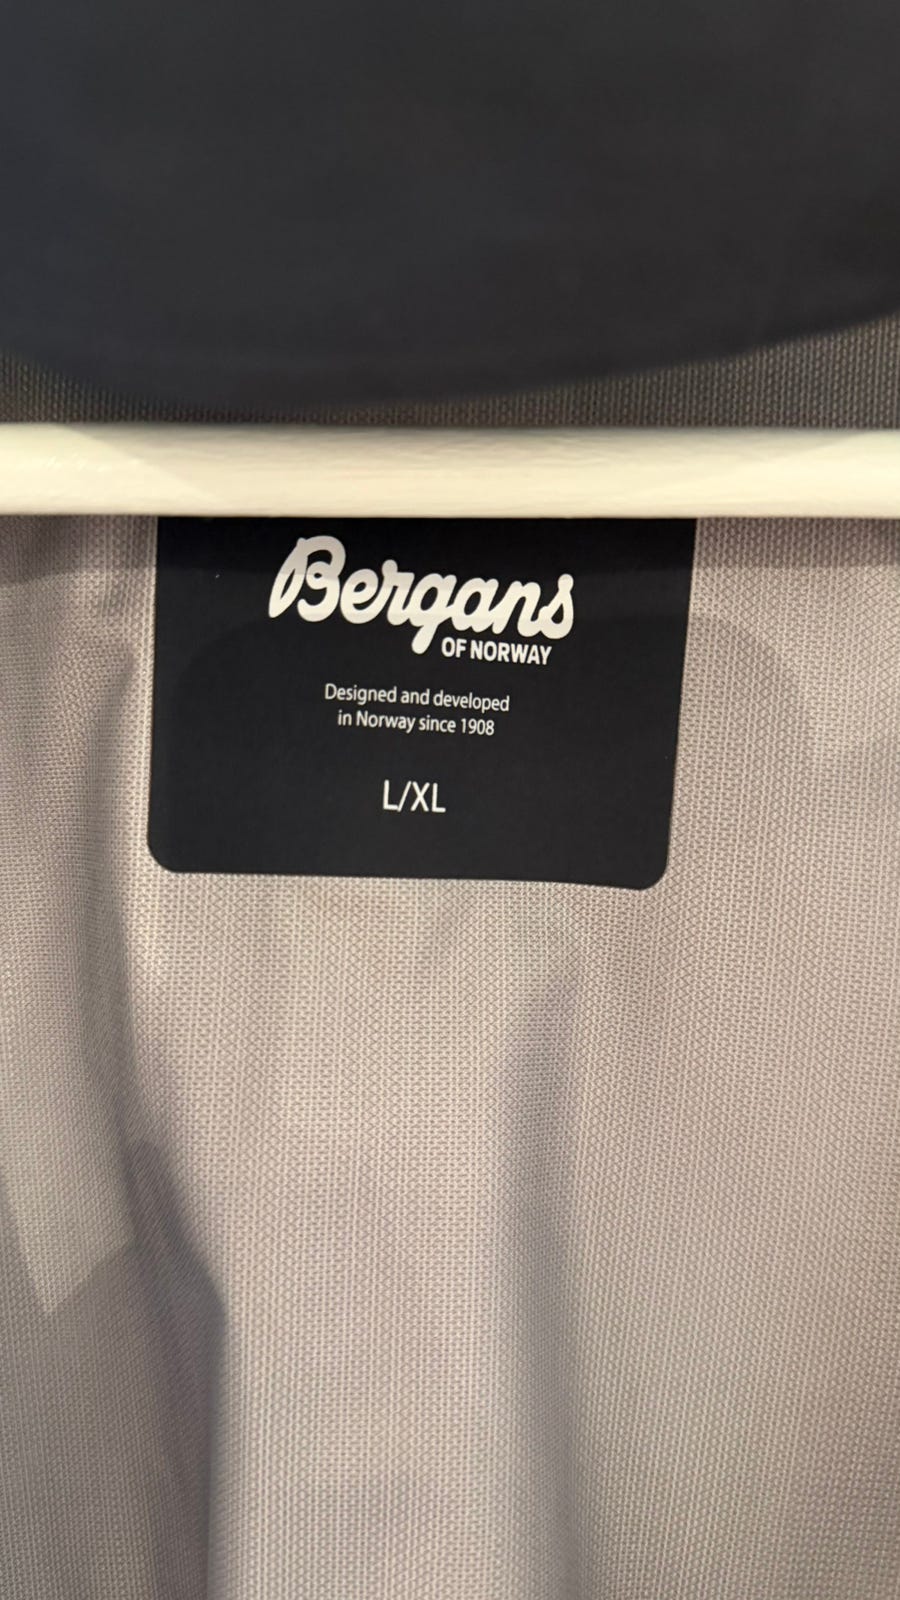 Bergans
OF NORWAY
Designed and developed
in Norway since 1908
L/XL